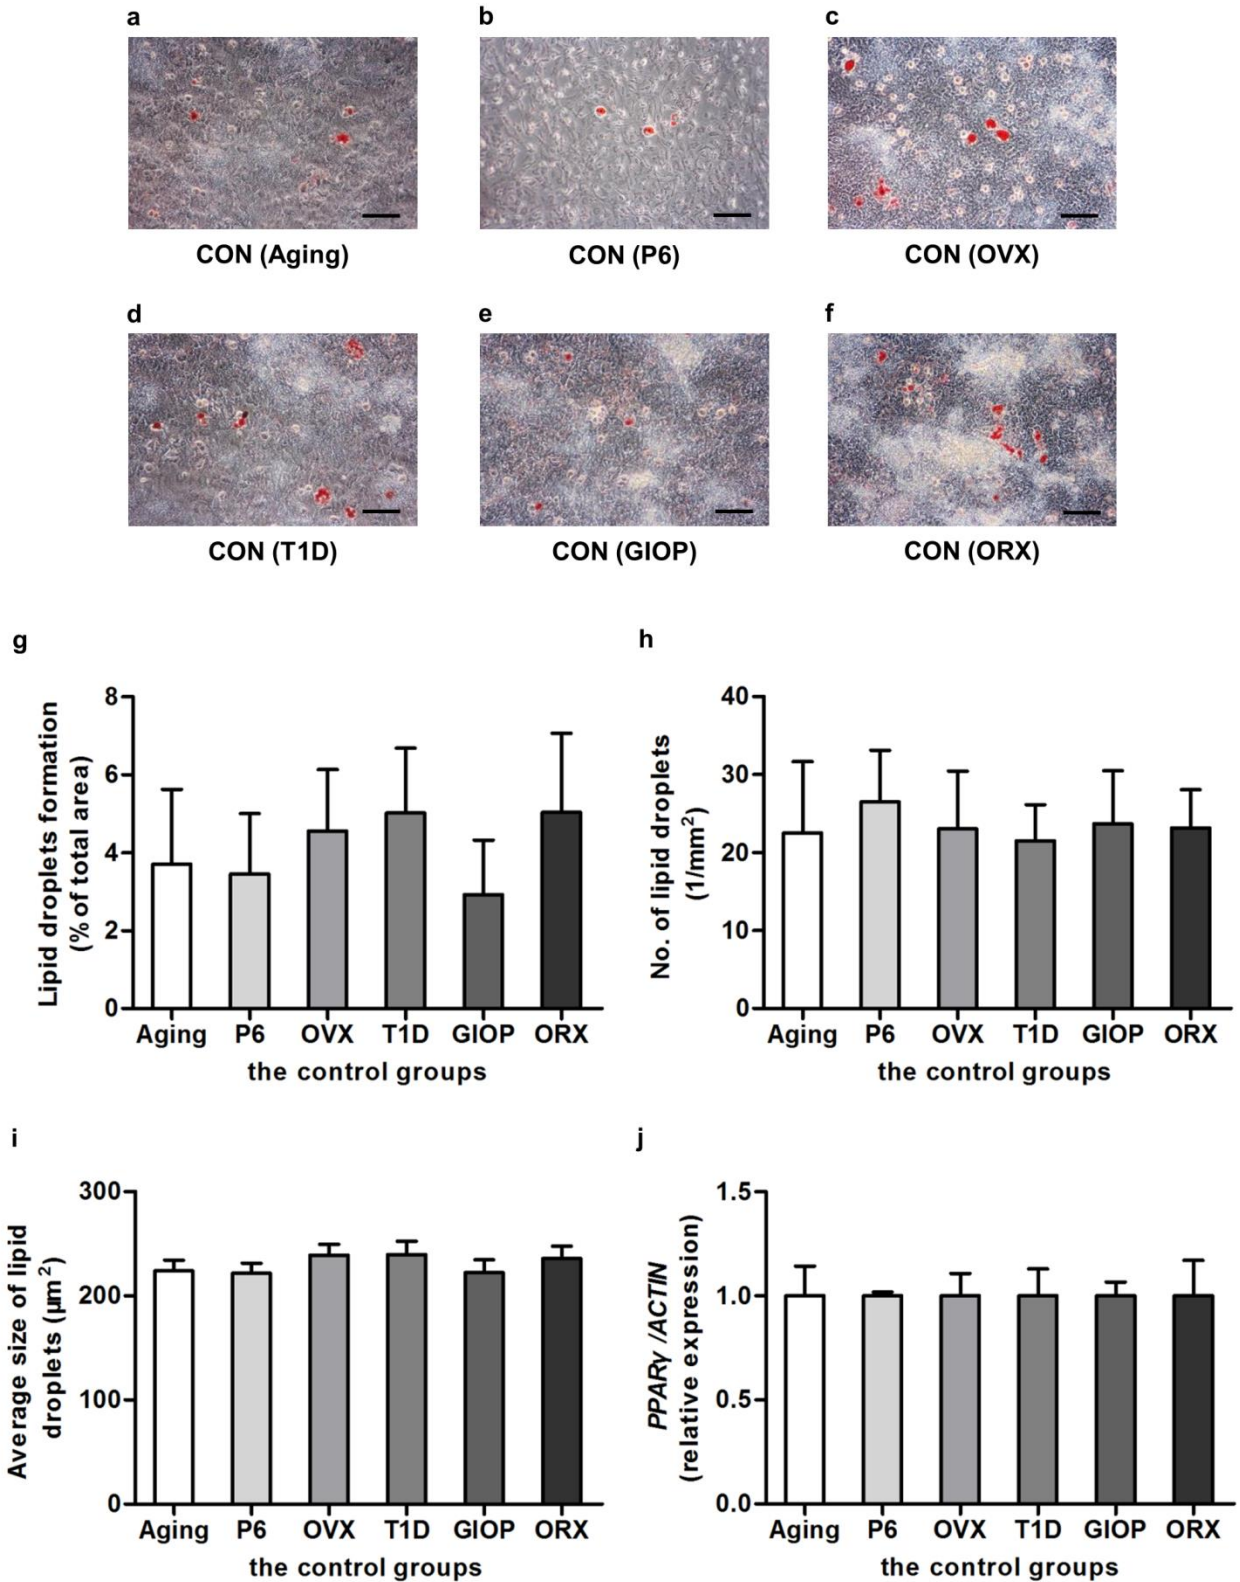 a
b
c
CON (Aging)
CON (P6)
CON (OVX)
d
e
f
CON (T1D)
CON (GIOP)
CON (ORX)
g
Lipid droplets formation
(% of total area)
8
6
4
2
0
Aging P6 OVX T1D GIOP ORX
the control groups
h
No. of lipid droplets
(1/mm²)
40
30
20
10
0
Aging P6 OVX T1D GIOP ORX
the control groups
i
Average size of lipid
droplets (µm²)
300
200
100
0
Aging P6 OVX T1D GIOP ORX
the control groups
j
PPARγ /ACTIN
(relative expression)
1.5
1.0
0.5
0.0
Aging P6 OVX T1D GIOP ORX
the control groups